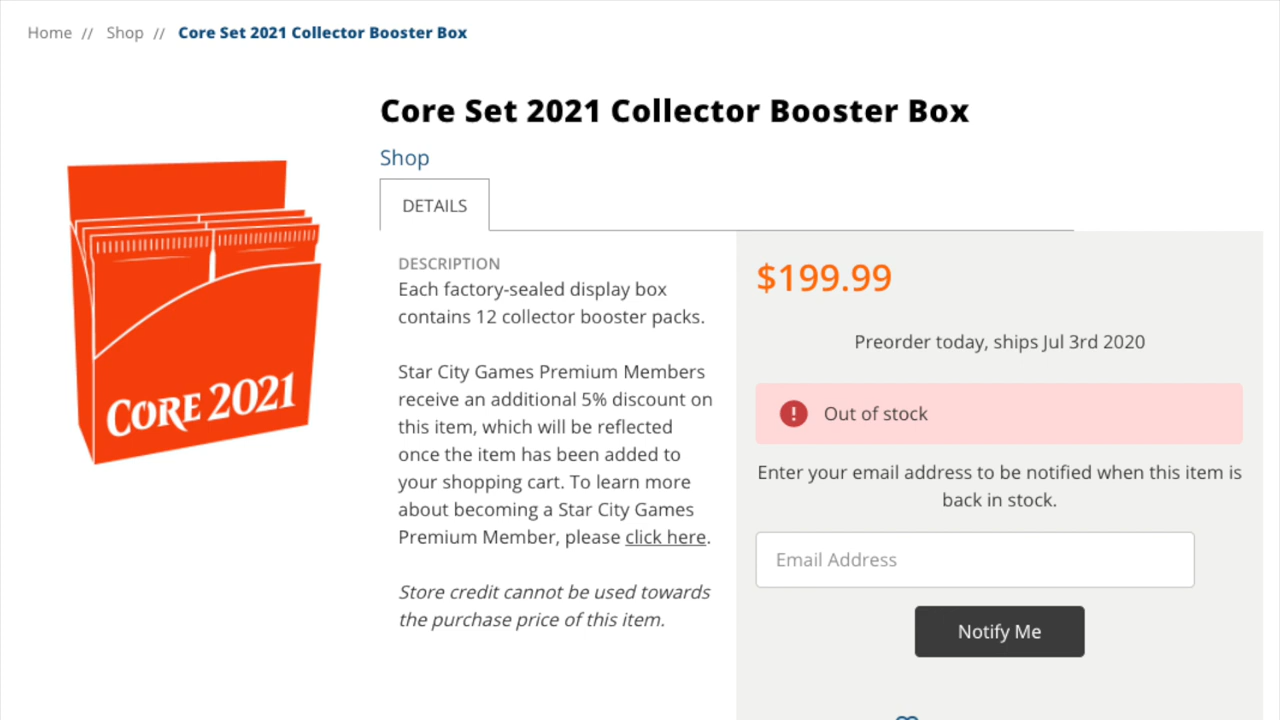 Home // Shop // Core Set 2021 Collector Booster Box
Core Set 2021 Collector Booster Box
Shop
DETAILS
DESCRIPTION
Each factory-sealed display box
contains 12 collector booster packs.
Star City Games Premium Members
receive an additional 5% discount on
this item, which will be reflected
once the item has been added to
your shopping cart. To learn more
about becoming a Star City Games
Premium Member, please click here.
Store credit cannot be used towards
the purchase price of this item.
$199.99
Preorder today, ships Jul 3rd 2020
Out of stock
Enter your email address to be notified when this item is
back in stock.
Email Address
Notify Me
CORE 2021